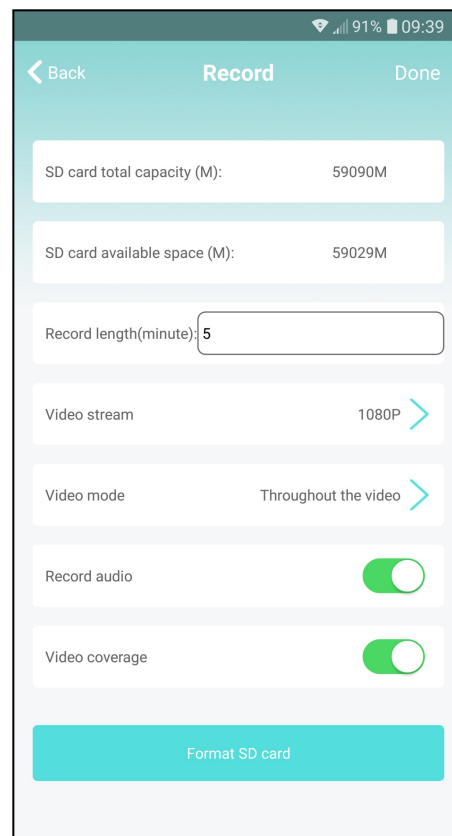 91% 09:39
Back Record Done
SD card total capacity (M): 59090M
SD card available space (M): 59029M
Record length(minute): 5
Video stream 1080P
Video mode Throughout the video
Record audio
Video coverage
Format SD card